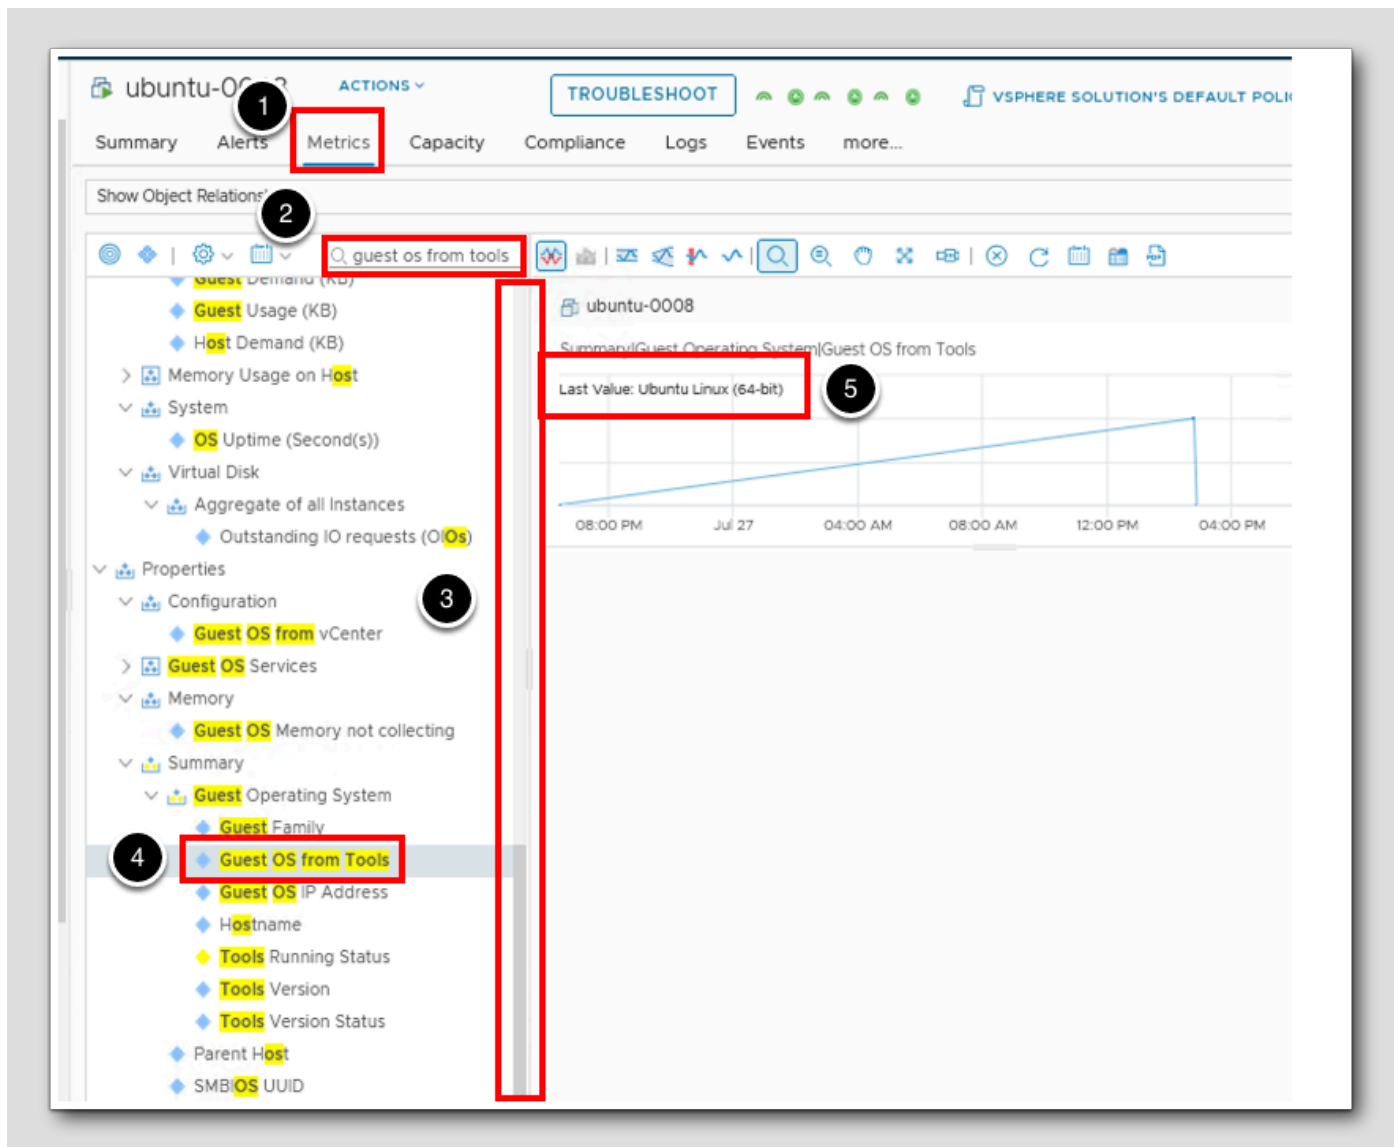 ubuntu-0
ACTIONS
TROUBLESHOOT
VSPHERE SOLUTION'S DEFAULT POLI
1
Summary
Alerts
Metrics
Capacity
Compliance
Logs
Events
more...
Show Object Relations
2
guest os from tools
Guest Demand (KB)
Guest Usage (KB)
Host Demand (KB)
Memory Usage on Host
System
OS Uptime (Second(s))
Virtual Disk
Aggregate of all Instances
Outstanding IO requests (OIOs)
Properties
Configuration
3
Guest OS from vCenter
Guest OS Services
Memory
Guest OS Memory not collecting
Summary
Guest Operating System
Guest Family
4
Guest OS from Tools
Guest OS IP Address
Hostname
Tools Running Status
Tools Version
Tools Version Status
Parent Host
SMBIOS UUID
ubuntu-0008
Summary|Guest Operating System|Guest OS from Tools
Last Value: Ubuntu Linux (64-bit)
5
08:00 PM
Jul 27
04:00 AM
08:00 AM
12:00 PM
04:00 PM